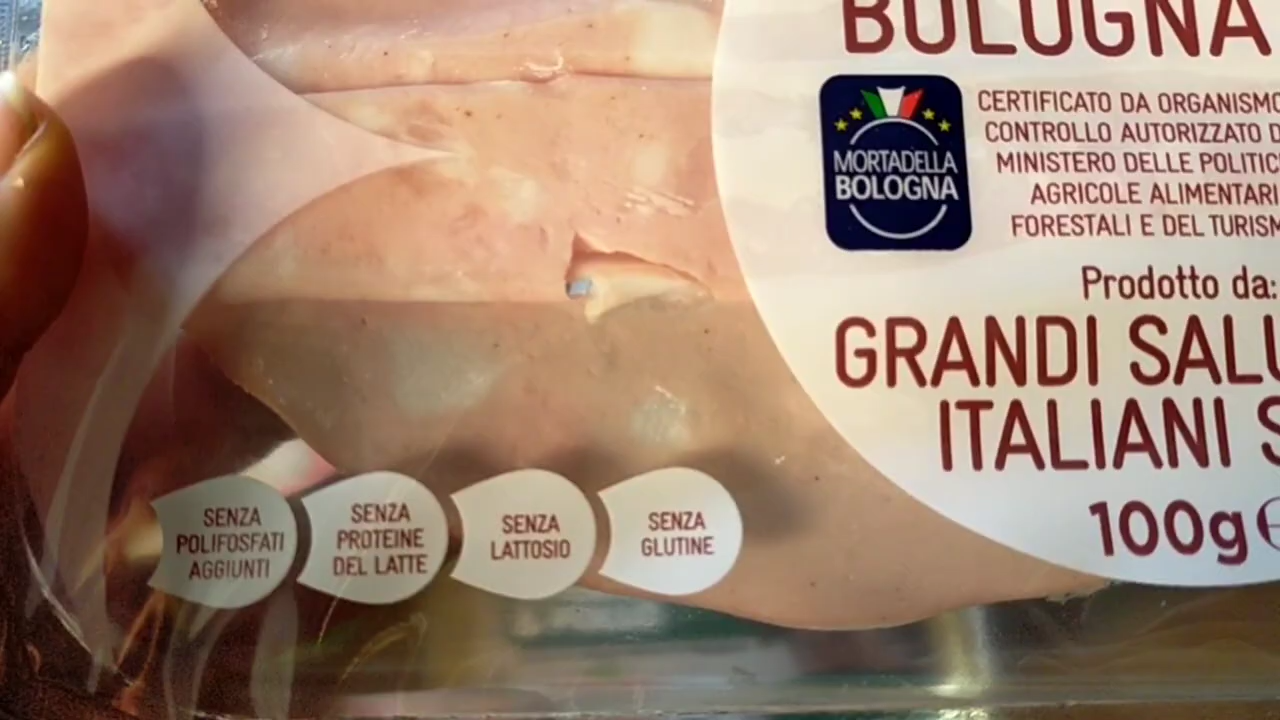 BOLOGNA
MORTADELLA
BOLOGNA
CERTIFICATO DA ORGANISMO
CONTROLLO AUTORIZZATO D
MINISTERO DELLE POLITIC
AGRICOLE ALIMENTARI
FORESTALI E DEL TURISM
Prodotto da:
GRANDI SALU
ITALIANI S
100g
SENZA
POLIFOSFATI
AGGIUNTI
SENZA
PROTEINE
DEL LATTE
SENZA
LATTOSIO
SENZA
GLUTINE